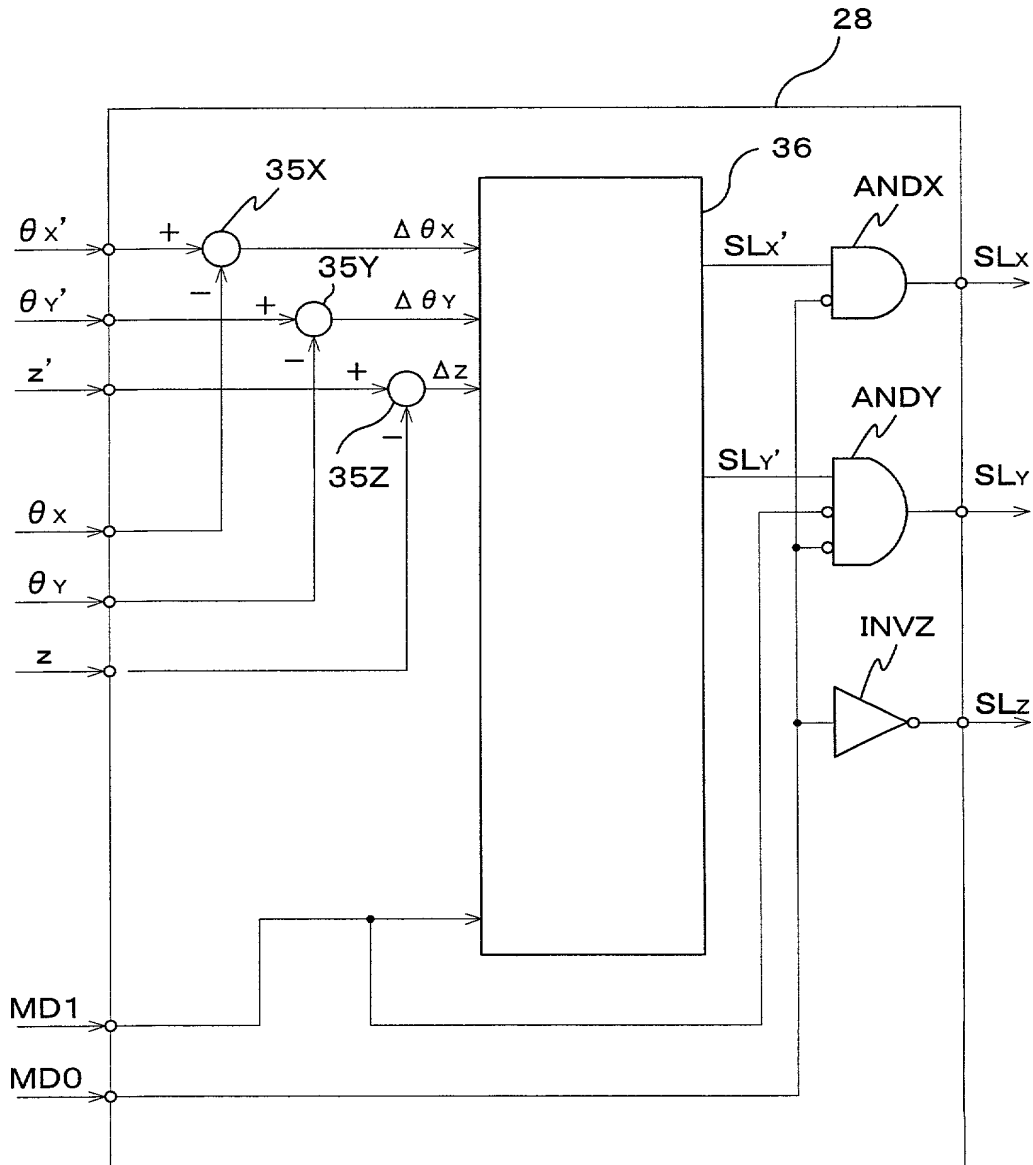 28
35X
36
ANDX
θX'
+
ΔθX
SLX'
SLX
−
35Y
θY'
+
ΔθY
−
z'
+
Δz
ANDY
−
35Z
SLY'
SLY
θX
θY
INVZ
z
SLZ
MD1
MD0